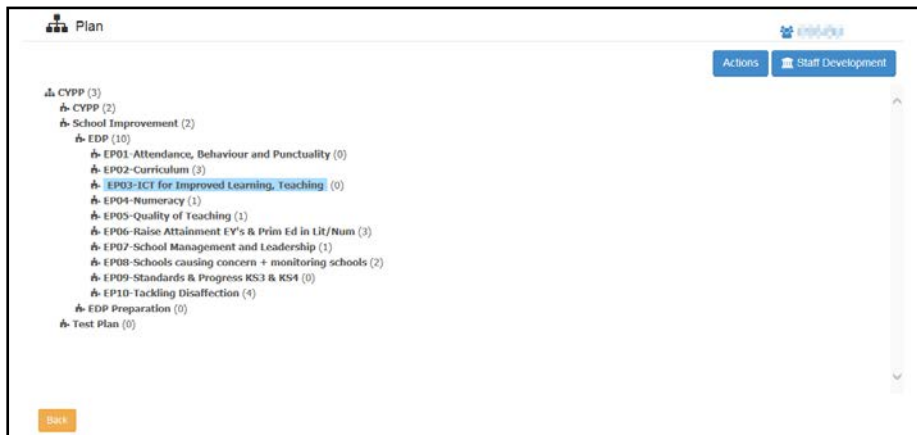 Plan
Actions
Staff Development
CYPP (3)
CYPP (2)
School Improvement (2)
EDP (10)
EP01-Attendance, Behaviour and Punctuality (0)
EP02-Curriculum (3)
EP03-ICT for Improved Learning, Teaching (0)
EP04-Numeracy (1)
EP05-Quality of Teaching (1)
EP06-Raise Attainment EY's & Prim Ed in Lit/Num (3)
EP07-School Management and Leadership (1)
EP08-Schools causing concern + monitoring schools (2)
EP09-Standards & Progress KS3 & KS4 (0)
EP10-Tackling Disaffection (4)
EDP Preparation (0)
Test Plan (0)
Back